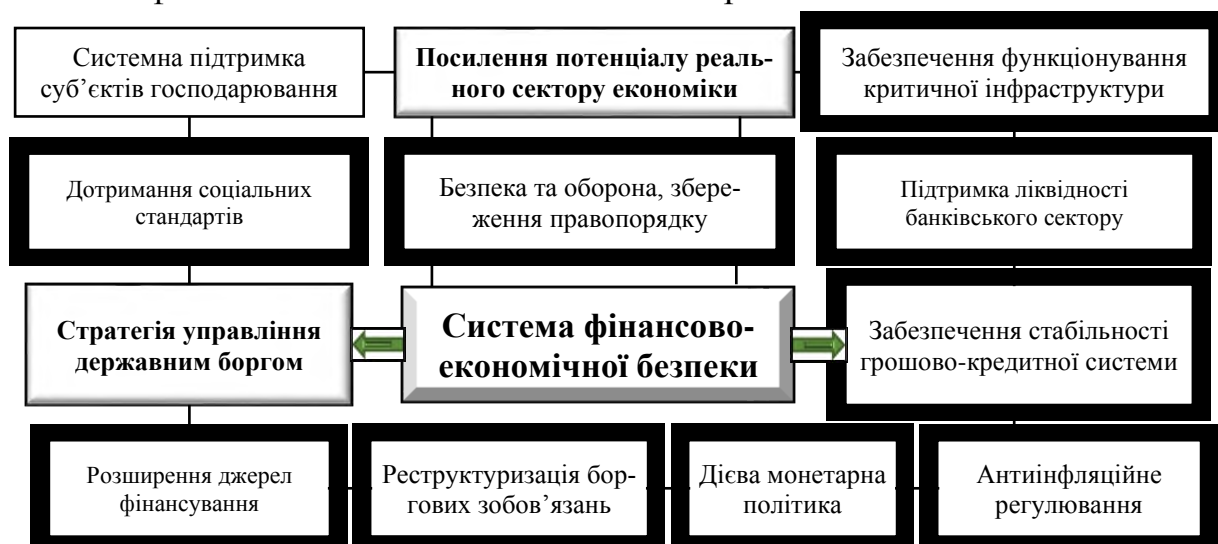 Системна підтримка
суб’єктів господарювання
Посилення потенціалу реаль-
ного сектору економіки
Забезпечення функціонування
критичної інфраструктури
Дотримання соціальних
стандартів
Безпека та оборона, збере-
ження правопорядку
Підтримка ліквідності
банківського сектору
Стратегія управління
державним боргом
Система фінансово-
економічної безпеки
Забезпечення стабільності
грошово-кредитної системи
Розширення джерел
фінансування
Реструктуризація бор-
гових зобов’язань
Дієва монетарна
політика
Антиінфляційне
регулювання